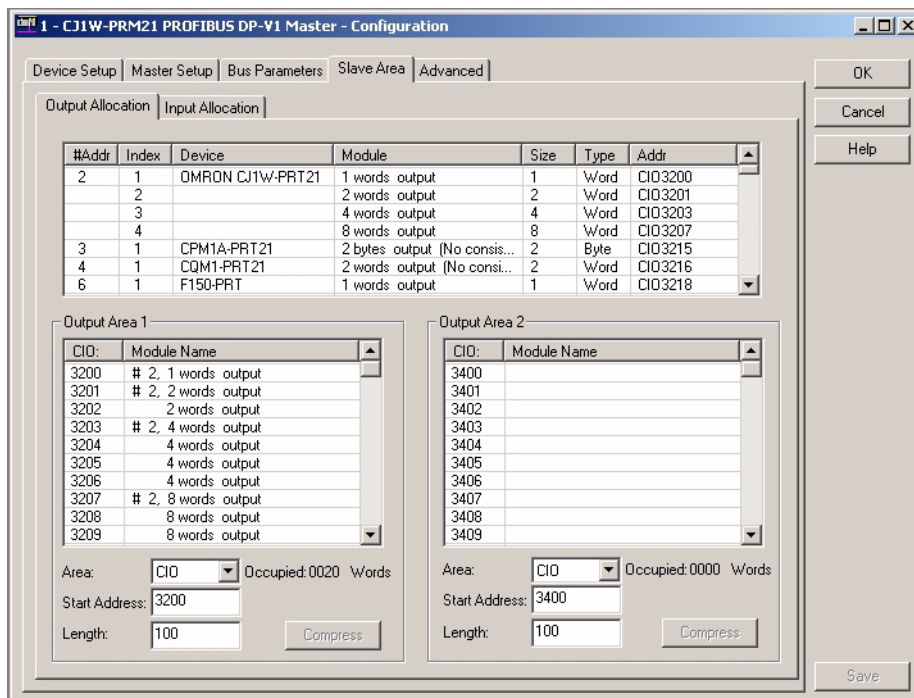 1 - CJ1W-PRM21 PROFIBUS DP-V1 Master - Configuration
Device Setup Master Setup Bus Parameters Slave Area Advanced
OK
Cancel
Help
Output Allocation Input Allocation
#Addr Index Device Module Size Type Addr
2 1 OMRON CJ1W-PRT21 1 words output 1 Word CIO3200
2 2 words output 2 Word CIO3201
3 4 words output 4 Word CIO3203
4 8 words output 8 Word CIO3207
3 1 CPM1A-PRT21 2 bytes output (No consis... 2 Byte CIO3215
4 1 CQM1-PRT21 2 words output (No consi... 2 Word CIO3216
6 1 F150-PRT 1 words output 1 Word CIO3218
Output Area 1
CIO: Module Name
3200 # 2, 1 words output
3201 # 2, 2 words output
3202 2 words output
3203 # 2, 4 words output
3204 4 words output
3205 4 words output
3206 4 words output
3207 # 2, 8 words output
3208 8 words output
3209 8 words output
Area: CIO Occupied: 0020 Words
Start Address: 3200
Length: 100 Compress
Output Area 2
CIO: Module Name
3400
3401
3402
3403
3404
3405
3406
3407
3408
3409
Area: CIO Occupied: 0000 Words
Start Address: 3400
Length: 100 Compress
Save